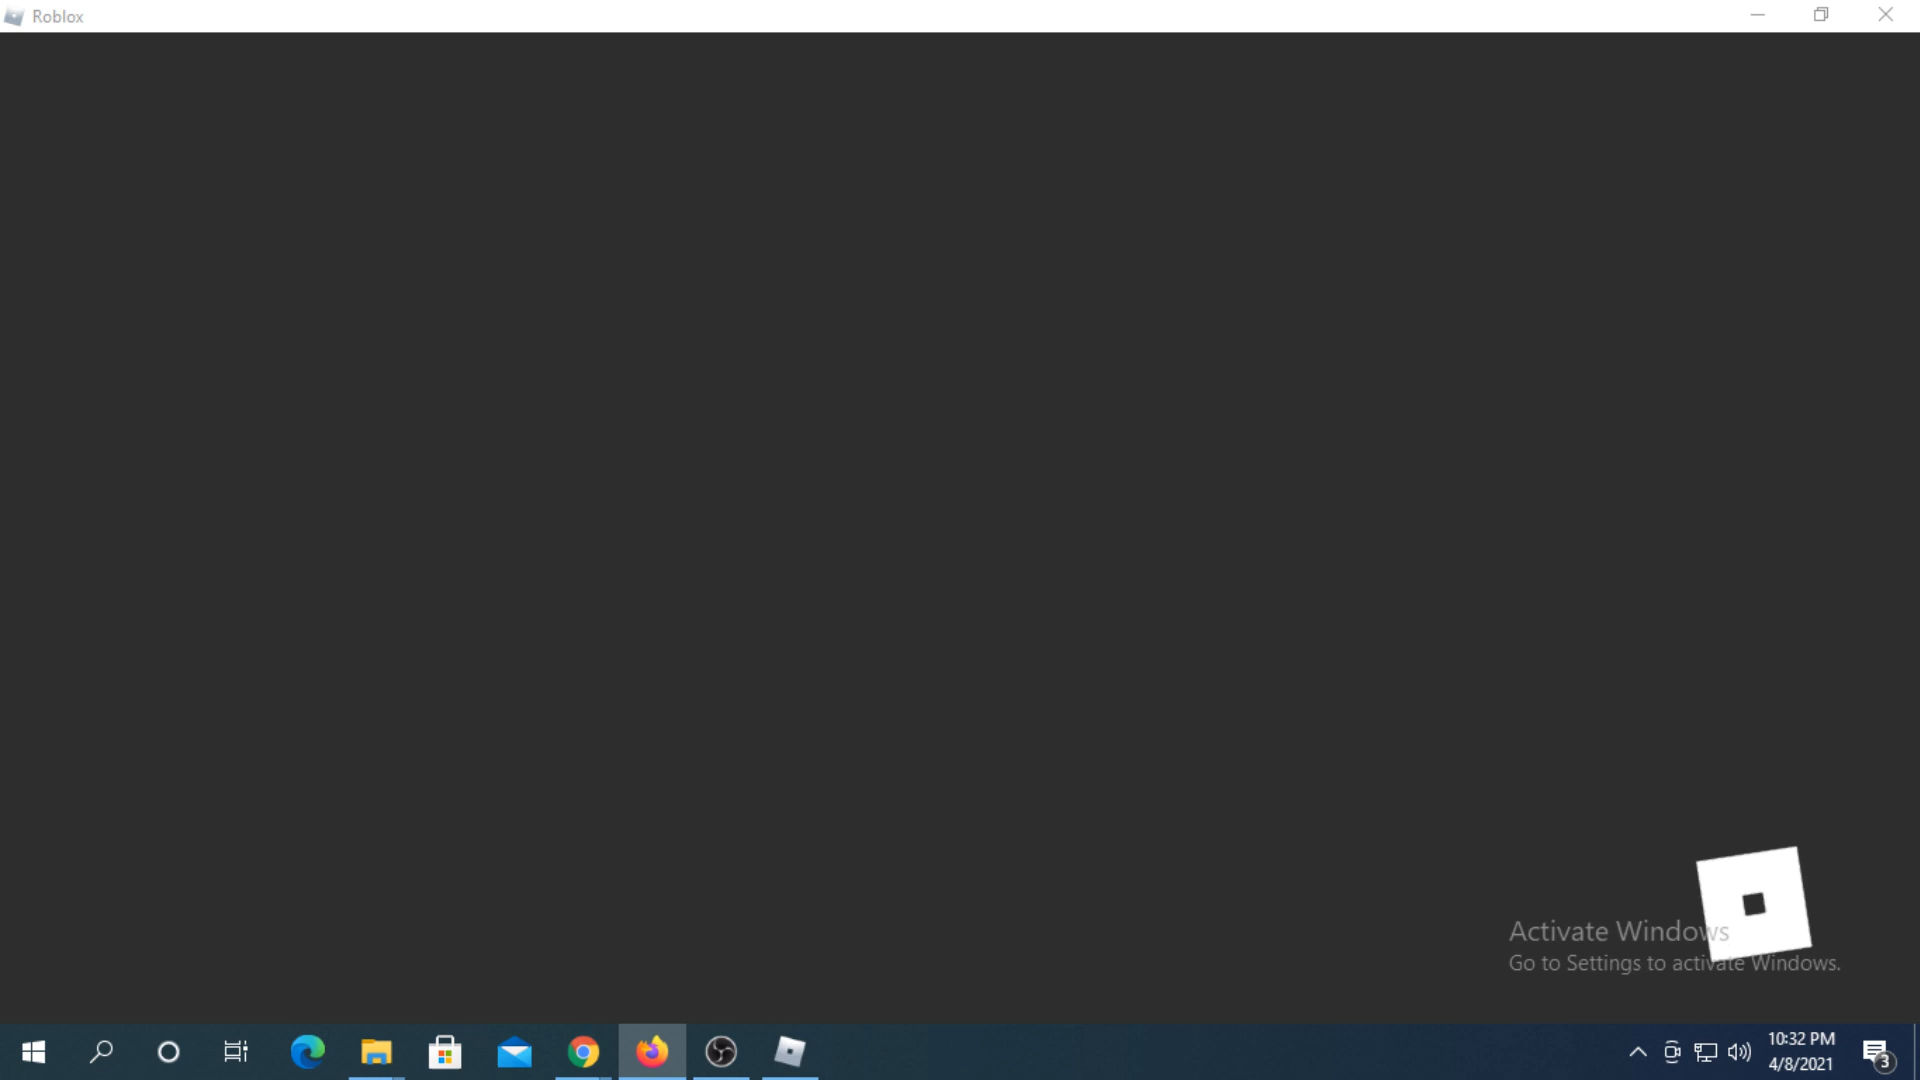 Roblox
Activate Windows
Go to Settings to activate Windows.
10:32 PM
4/8/2021
3